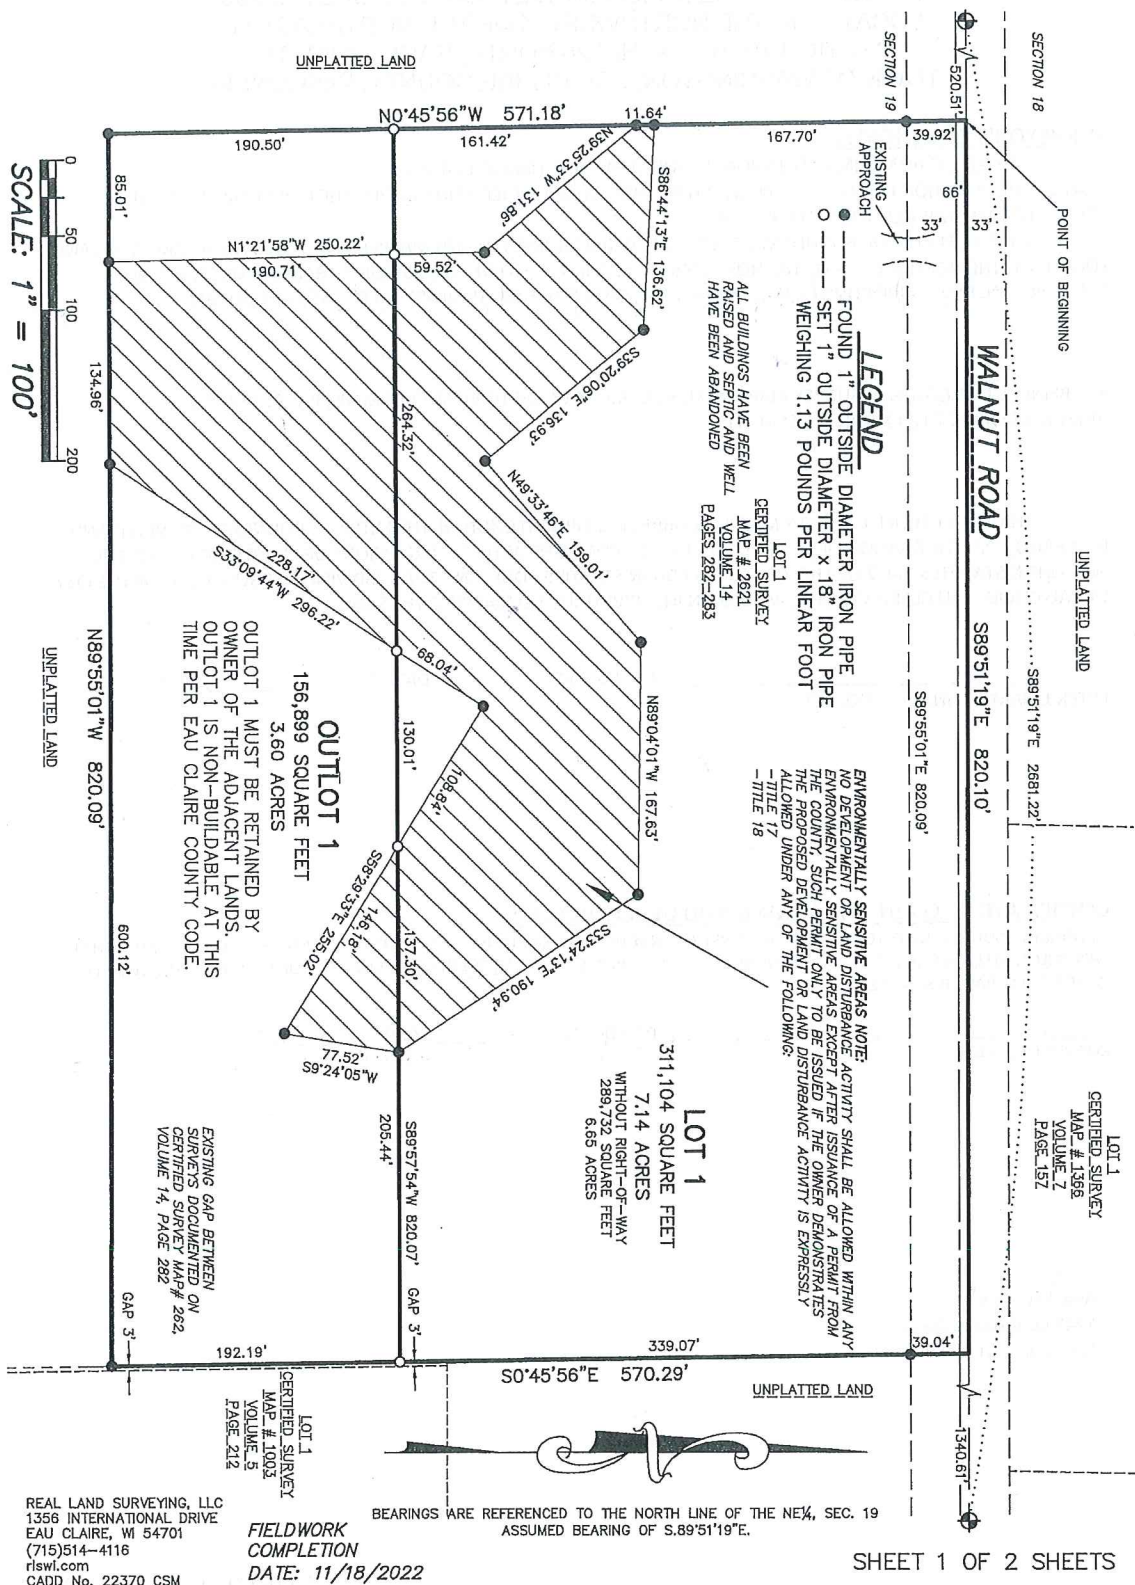 SECTION 18
SECTION 19
520.51'
39.92'
66'
33'
33'
POINT OF BEGINNING
EXISTING
APPROACH
WALNUT ROAD
S89°51'19"E 820.10'
UNPLATTED LAND
S89°51'19"E 2681.22'
S89°55'01"E 820.09'
LOT 1
CERTIFIED SURVEY
MAP # 1366
VOLUME 7
PAGE 157
1340.61'
39.04'
UNPLATTED LAND
N0°45'56"W 571.18'
11.64'
167.70'
190.50'
161.42'
LEGEND
FOUND 1" OUTSIDE DIAMETER IRON PIPE
SET 1" OUTSIDE DIAMETER X 18" IRON PIPE
WEIGHING 1.13 POUNDS PER LINEAR FOOT
ALL BUILDINGS HAVE BEEN
RAISED AND SEPTIC AND WELL
HAVE BEEN ABANDONED
LOT 1
CERTIFIED SURVEY
MAP # 2621
VOLUME 14
PAGES 282-283
ENVIRONMENTALLY SENSITIVE AREAS NOTE:
NO DEVELOPMENT OR LAND DISTURBANCE ACTIVITY SHALL BE ALLOWED WITHIN ANY
ENVIRONMENTALLY SENSITIVE AREAS EXCEPT AFTER ISSUANCE OF A PERMIT FROM
THE COUNTY, SUCH PERMIT ONLY TO BE ISSUED IF THE OWNER DEMONSTRATES
THE PROPOSED DEVELOPMENT OR LAND DISTURBANCE ACTIVITY IS EXPRESSLY
ALLOWED UNDER ANY OF THE FOLLOWING:
-TITLE 17
-TITLE 18
N39°25'33"W 131.86'
S86°44'13"E 136.62'
S39°20'06"E 136.93'
N49°33'46"E 159.01'
N89°04'01"W 167.63'
S33°24'13"E 190.94'
LOT 1
311,104 SQUARE FEET
7.14 ACRES
WITHOUT RIGHT-OF-WAY
289,732 SQUARE FEET
6.65 ACRES
339.07'
S0°45'56"E 570.29'
UNPLATTED LAND
N1°21'58"W 250.22'
190.71'
59.52'
264.32'
68.04'
130.01'
108.84'
137.30'
S89°57'54"W 820.07'
205.44'
GAP 3'
228.17'
S33°09'44"W 296.22'
S58°29'33"E 255.02'
146.18'
77.52'
S9°24'05"W
OUTLOT 1
156,899 SQUARE FEET
3.60 ACRES
OUTLOT 1 MUST BE RETAINED BY
OWNER OF THE ADJACENT LANDS.
OUTLOT 1 IS NON-BUILDABLE AT THIS
TIME PER EAU CLAIRE COUNTY CODE.
EXISTING GAP BETWEEN
SURVEYS DOCUMENTED ON
CERTIFIED SURVEY MAP# 262,
VOLUME 14, PAGE 282
GAP 3'
192.19'
85.01'
134.96'
600.12'
N89°55'01"W 820.09'
UNPLATTED LAND
0
50
100
200
SCALE: 1" = 100'
LOT 1
CERTIFIED SURVEY
MAP # 1003
VOLUME 5
PAGE 212
BEARINGS ARE REFERENCED TO THE NORTH LINE OF THE NE¼, SEC. 19
ASSUMED BEARING OF S.89°51'19"E.
REAL LAND SURVEYING, LLC
1356 INTERNATIONAL DRIVE
EAU CLAIRE, WI 54701
(715)514-4116
rlswi.com
CADD No. 22370 CSM
FIELDWORK
COMPLETION
DATE: 11/18/2022
SHEET 1 OF 2 SHEETS